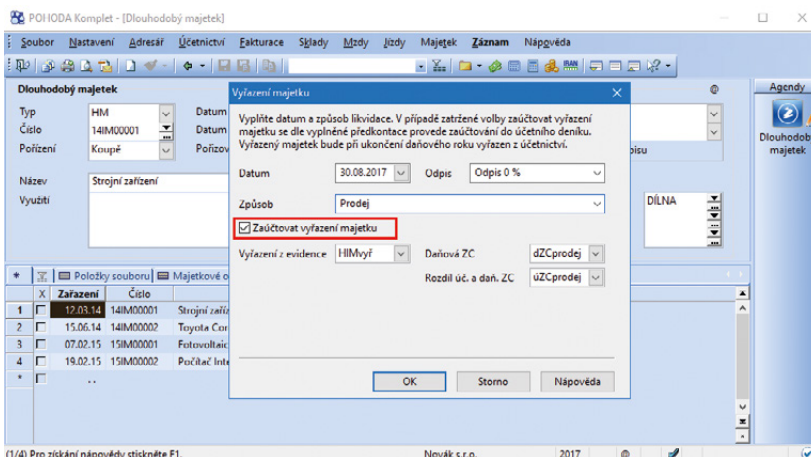 POHODA Komplet - [Dlouhodobý majetek]
Soubor Nastavení Adresář Účetnictví Fakturace Sklady Mzdy Jízdy Majetek Záznam Nápověda
Dlouhodobý majetek
@
Agendy
Typ
HM
Datum
Číslo
14IM00001
Datum
Pořízení
Koupě
Název
Strojní zařízení
Využití
DÍLNA
Dlouhodob
majetek
Vyřazení majetku
Vyplňte datum a způsob likvidace. V případě zatržené volby zaúčtovat vyřazení
majetku se dle vyplněné předkontace provede zaúčtování do účetního deníku.
Vyřazený majetek bude při ukončení daňového roku vyřazen z účetnictví.
Datum
30.08.2017
Odpis
Odpis 0 %
Způsob
Prodej
Zaúčtovat vyřazení majetku
Vyřazení z evidence
HIMvyř
Daňová ZC
dZCprodej
Rozdíl úč. a daň. ZC
úZCprodej
OK
Storno
Nápověda
Položky souboru
Majetkové o
X Zařazení Číslo
1 12.03.14 14IM00001 Strojní zaříz
2 15.06.14 14IM00002 Toyota Cor
3 07.02.15 15IM00001 Fotovoltaic
4 19.02.15 15IM00002 Počítač Inte
(1/4) Pro získání nápovědy stiskněte F1.
Novák s.r.o.
2017
@